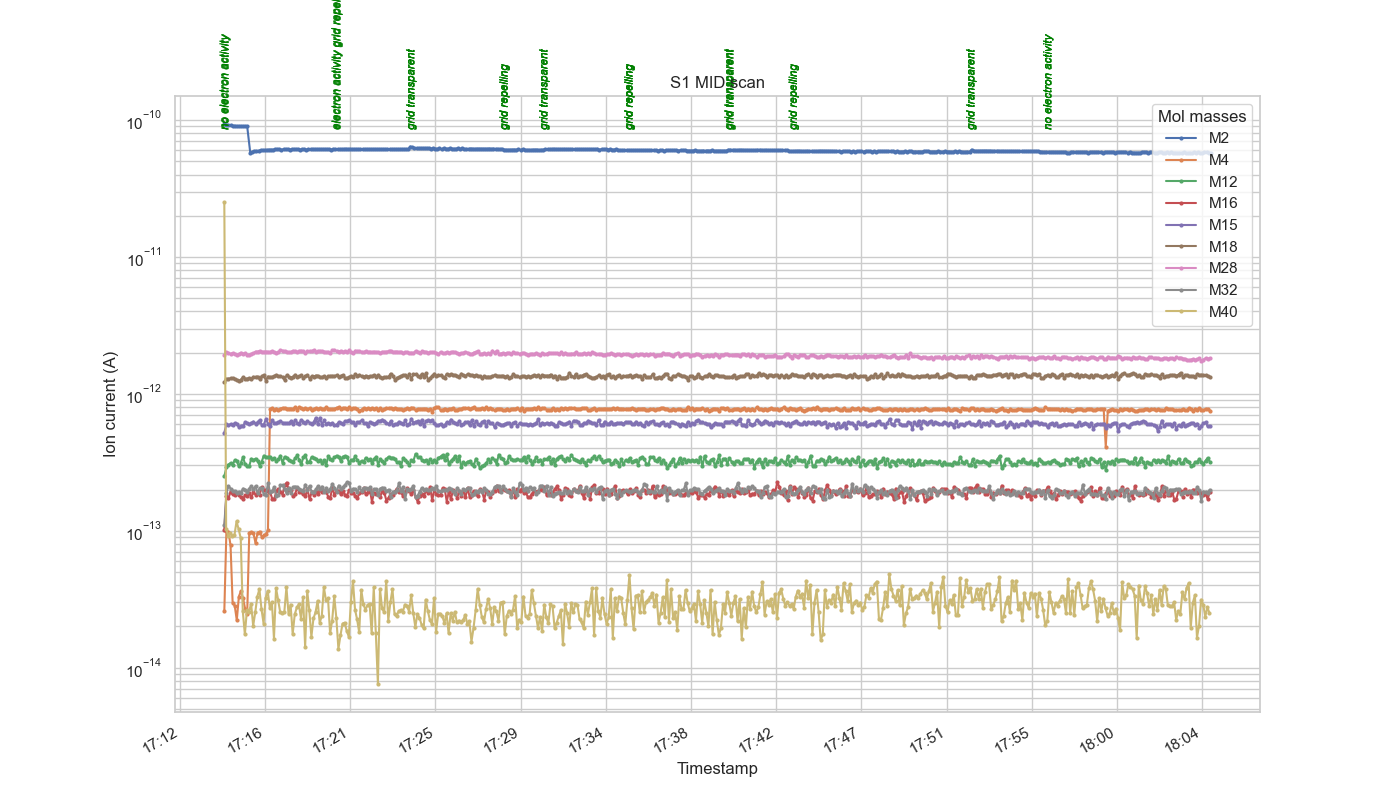 no electron activity
electron activity grid repel
grid transparent
grid repelling
grid transparent
grid repelling
grid transparent
grid repelling
grid transparent
no electron activity
S1 MID scan
Mol masses
M2
M4
M12
M16
M15
M18
M28
M32
M40
Ion current (A)
10⁻¹⁰
10⁻¹¹
10⁻¹²
10⁻¹³
10⁻¹⁴
17:12 17:16 17:21 17:25 17:29 17:34 17:38 17:42 17:47 17:51 17:55 18:00 18:04
Timestamp